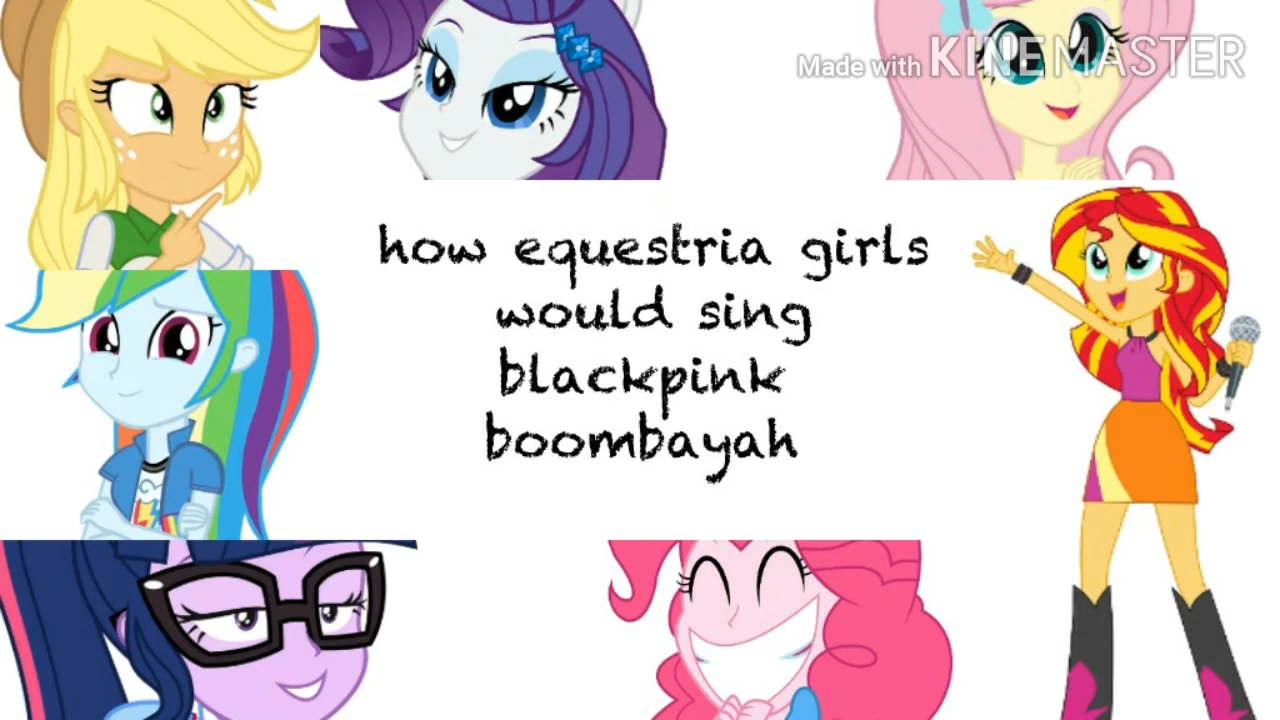 Made with KINEMASTER
how equestria girls
would sing
blackpink
boombayah